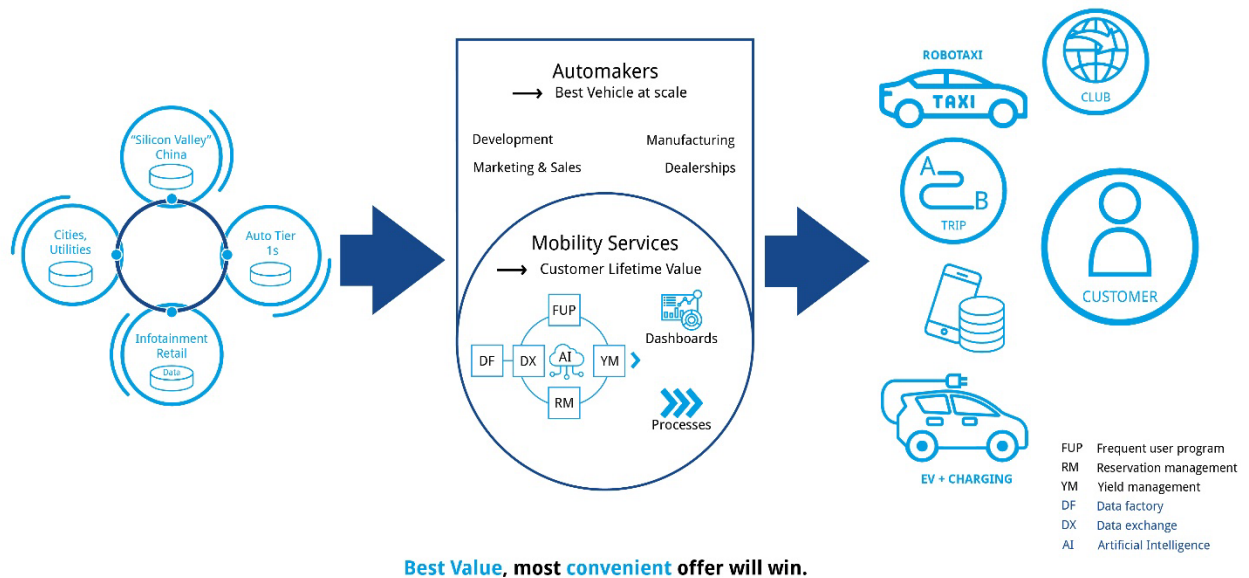 "Silicon Valley"
China
Cities,
Utilities
Auto Tier
1s
Infotainment
Retail
Data
Automakers
Best Vehicle at scale
Development
Manufacturing
Marketing & Sales
Dealerships
Mobility Services
Customer Lifetime Value
FUP
DF
DX
AI
YM
RM
Dashboards
Processes
ROBOTAXI
TAXI
CLUB
A
B
TRIP
CUSTOMER
EV + CHARGING
FUP Frequent user program
RM Reservation management
YM Yield management
DF Data factory
DX Data exchange
AI Artificial Intelligence
Best Value, most convenient offer will win.